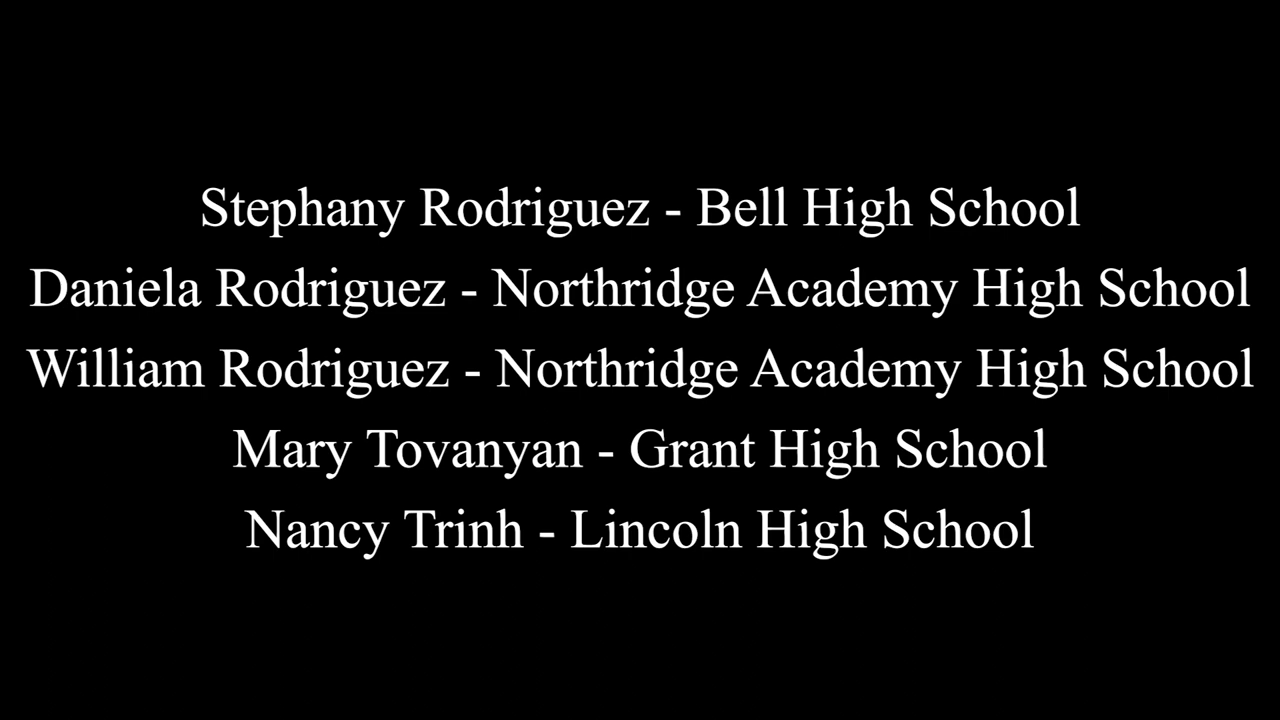 Stephany Rodriguez - Bell High School
Daniela Rodriguez - Northridge Academy High School
William Rodriguez - Northridge Academy High School
Mary Tovanyan - Grant High School
Nancy Trinh - Lincoln High School